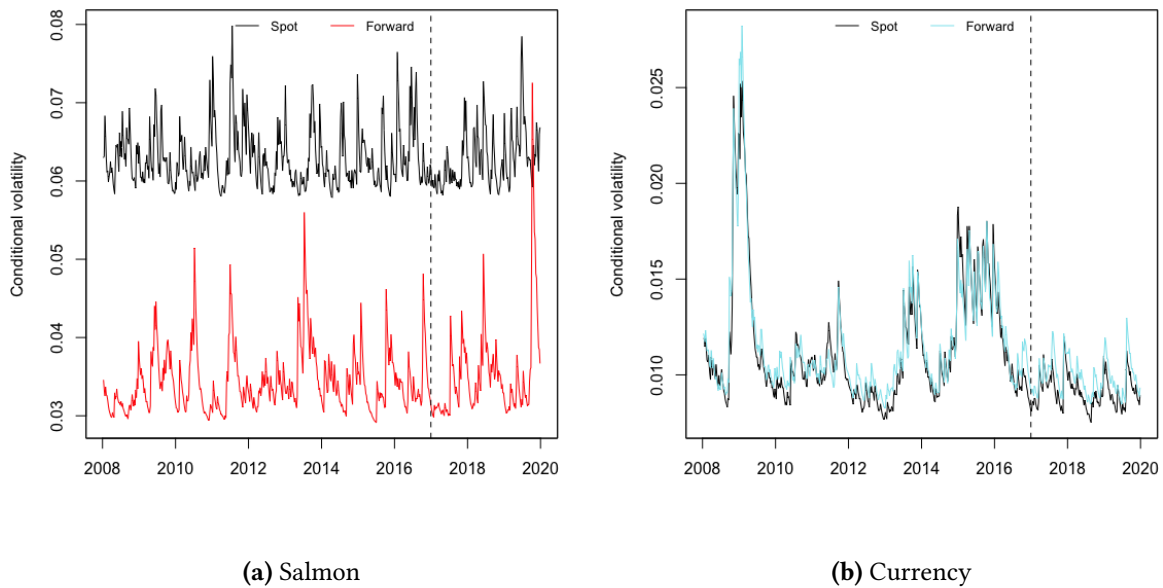 Spot Forward
Conditional volatility
0.08
0.07
0.06
0.05
0.04
0.03
2008 2010 2012 2014 2016 2018 2020
(a) Salmon
Spot Forward
Conditional volatility
0.025
0.020
0.015
0.010
2008 2010 2012 2014 2016 2018 2020
(b) Currency